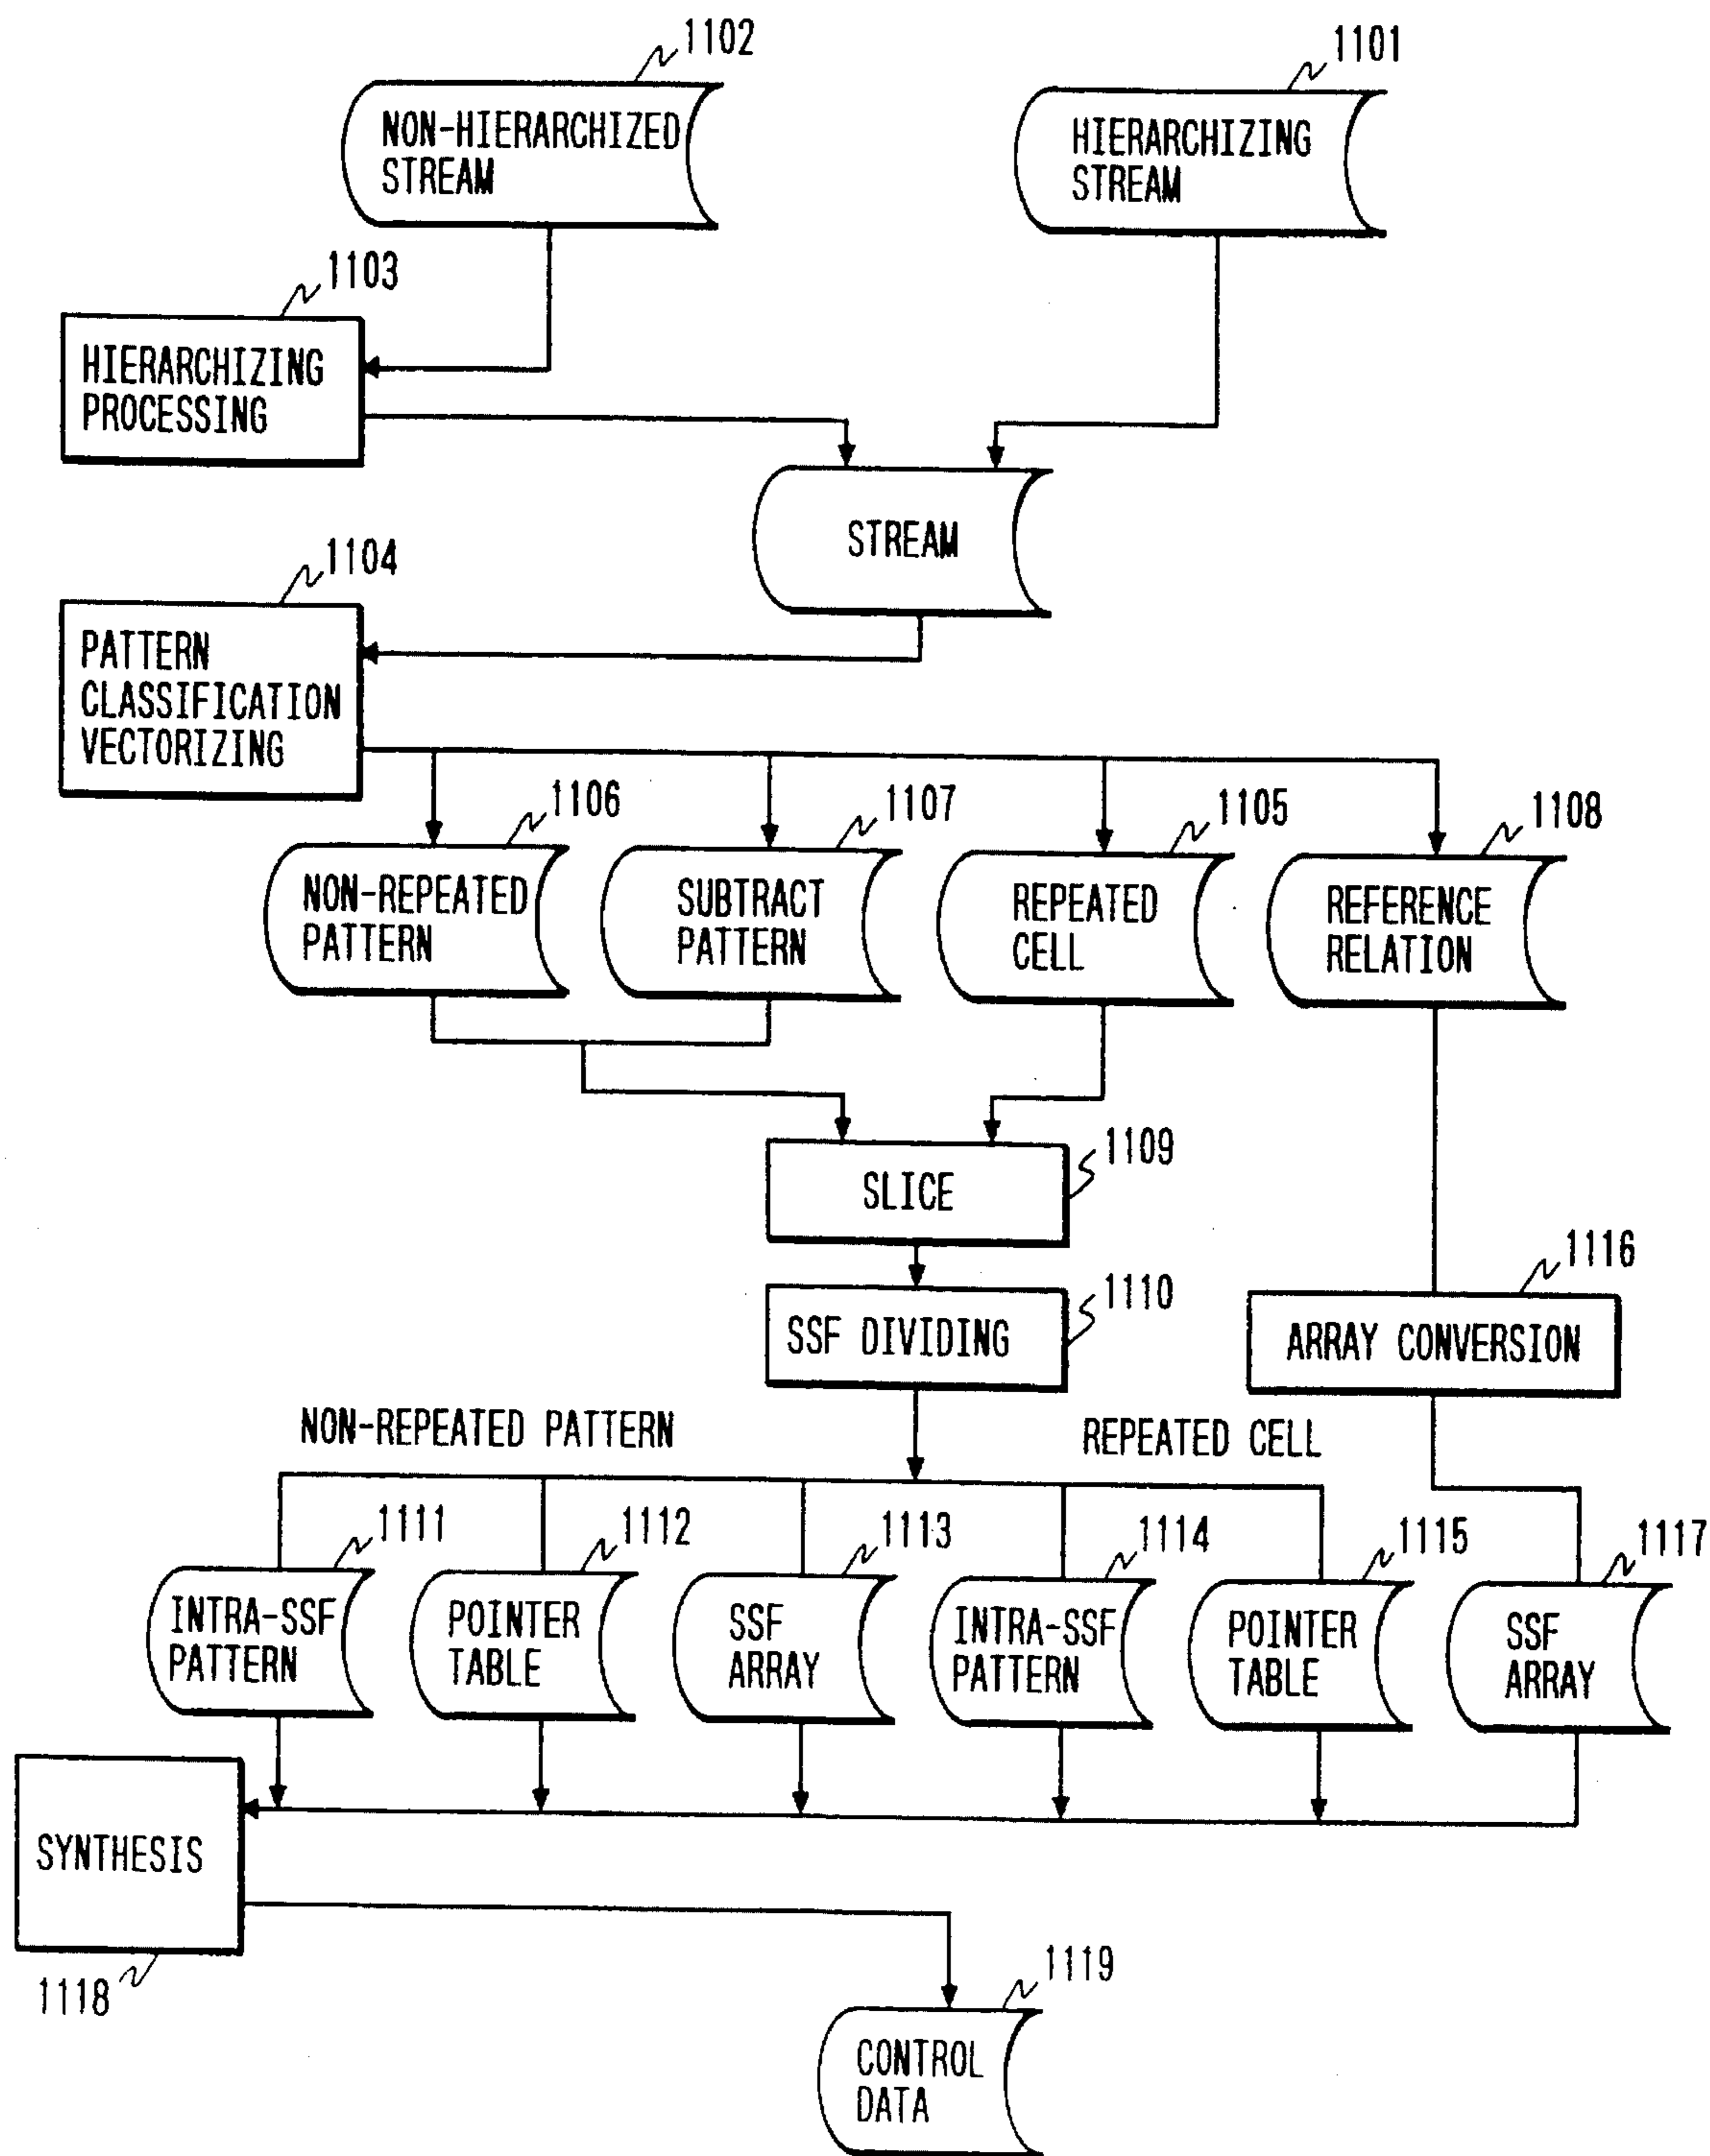 1102
1101
NON-HIERARCHIZED
STREAM
HIERARCHIZING
STREAM
1103
HIERARCHIZING
PROCESSING
STREAM
1104
PATTERN
CLASSIFICATION
VECTORIZING
1106
1107
1105
1108
NON-REPEATED
PATTERN
SUBTRACT
PATTERN
REPEATED
CELL
REFERENCE
RELATION
1109
SLICE
1110
SSF DIVIDING
1116
ARRAY CONVERSION
NON-REPEATED PATTERN
REPEATED CELL
1111
1112
1113
1114
1115
1117
INTRA-SSF
PATTERN
POINTER
TABLE
SSF
ARRAY
INTRA-SSF
PATTERN
POINTER
TABLE
SSF
ARRAY
SYNTHESIS
1118
1119
CONTROL
DATA